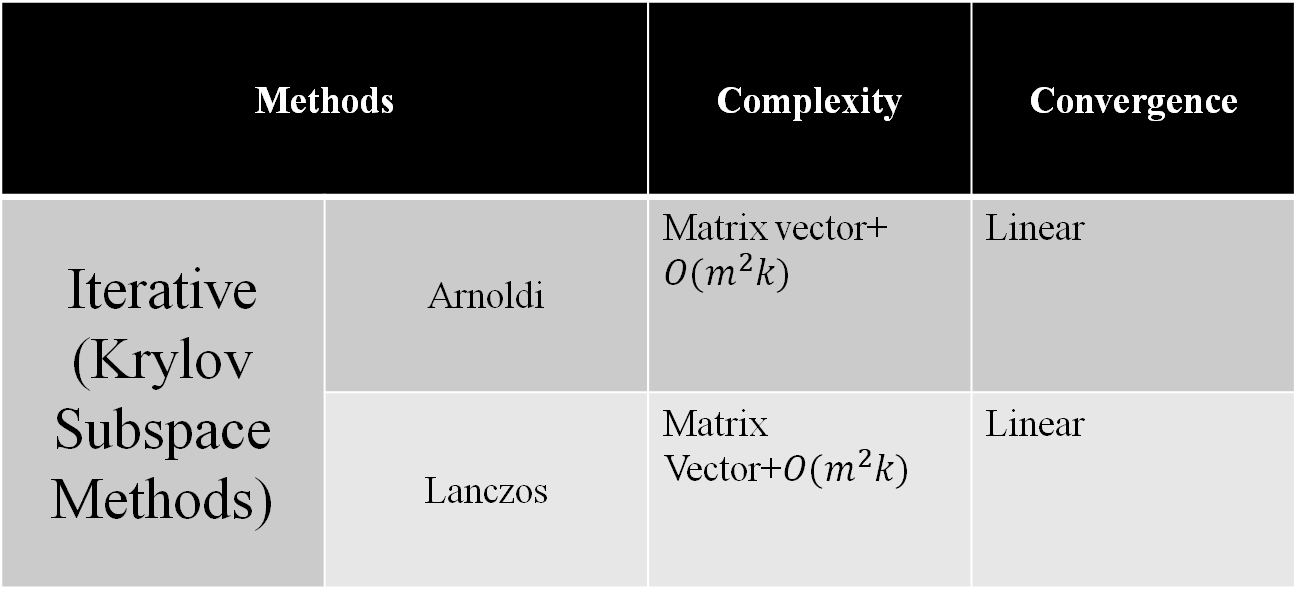 Methods
Complexity
Convergence
Iterative
(Krylov
Subspace
Methods)
Arnoldi
Matrix vector+
𝑂(𝑚²𝑘)
Linear
Lanczos
Matrix
Vector+𝑂(𝑚²𝑘)
Linear